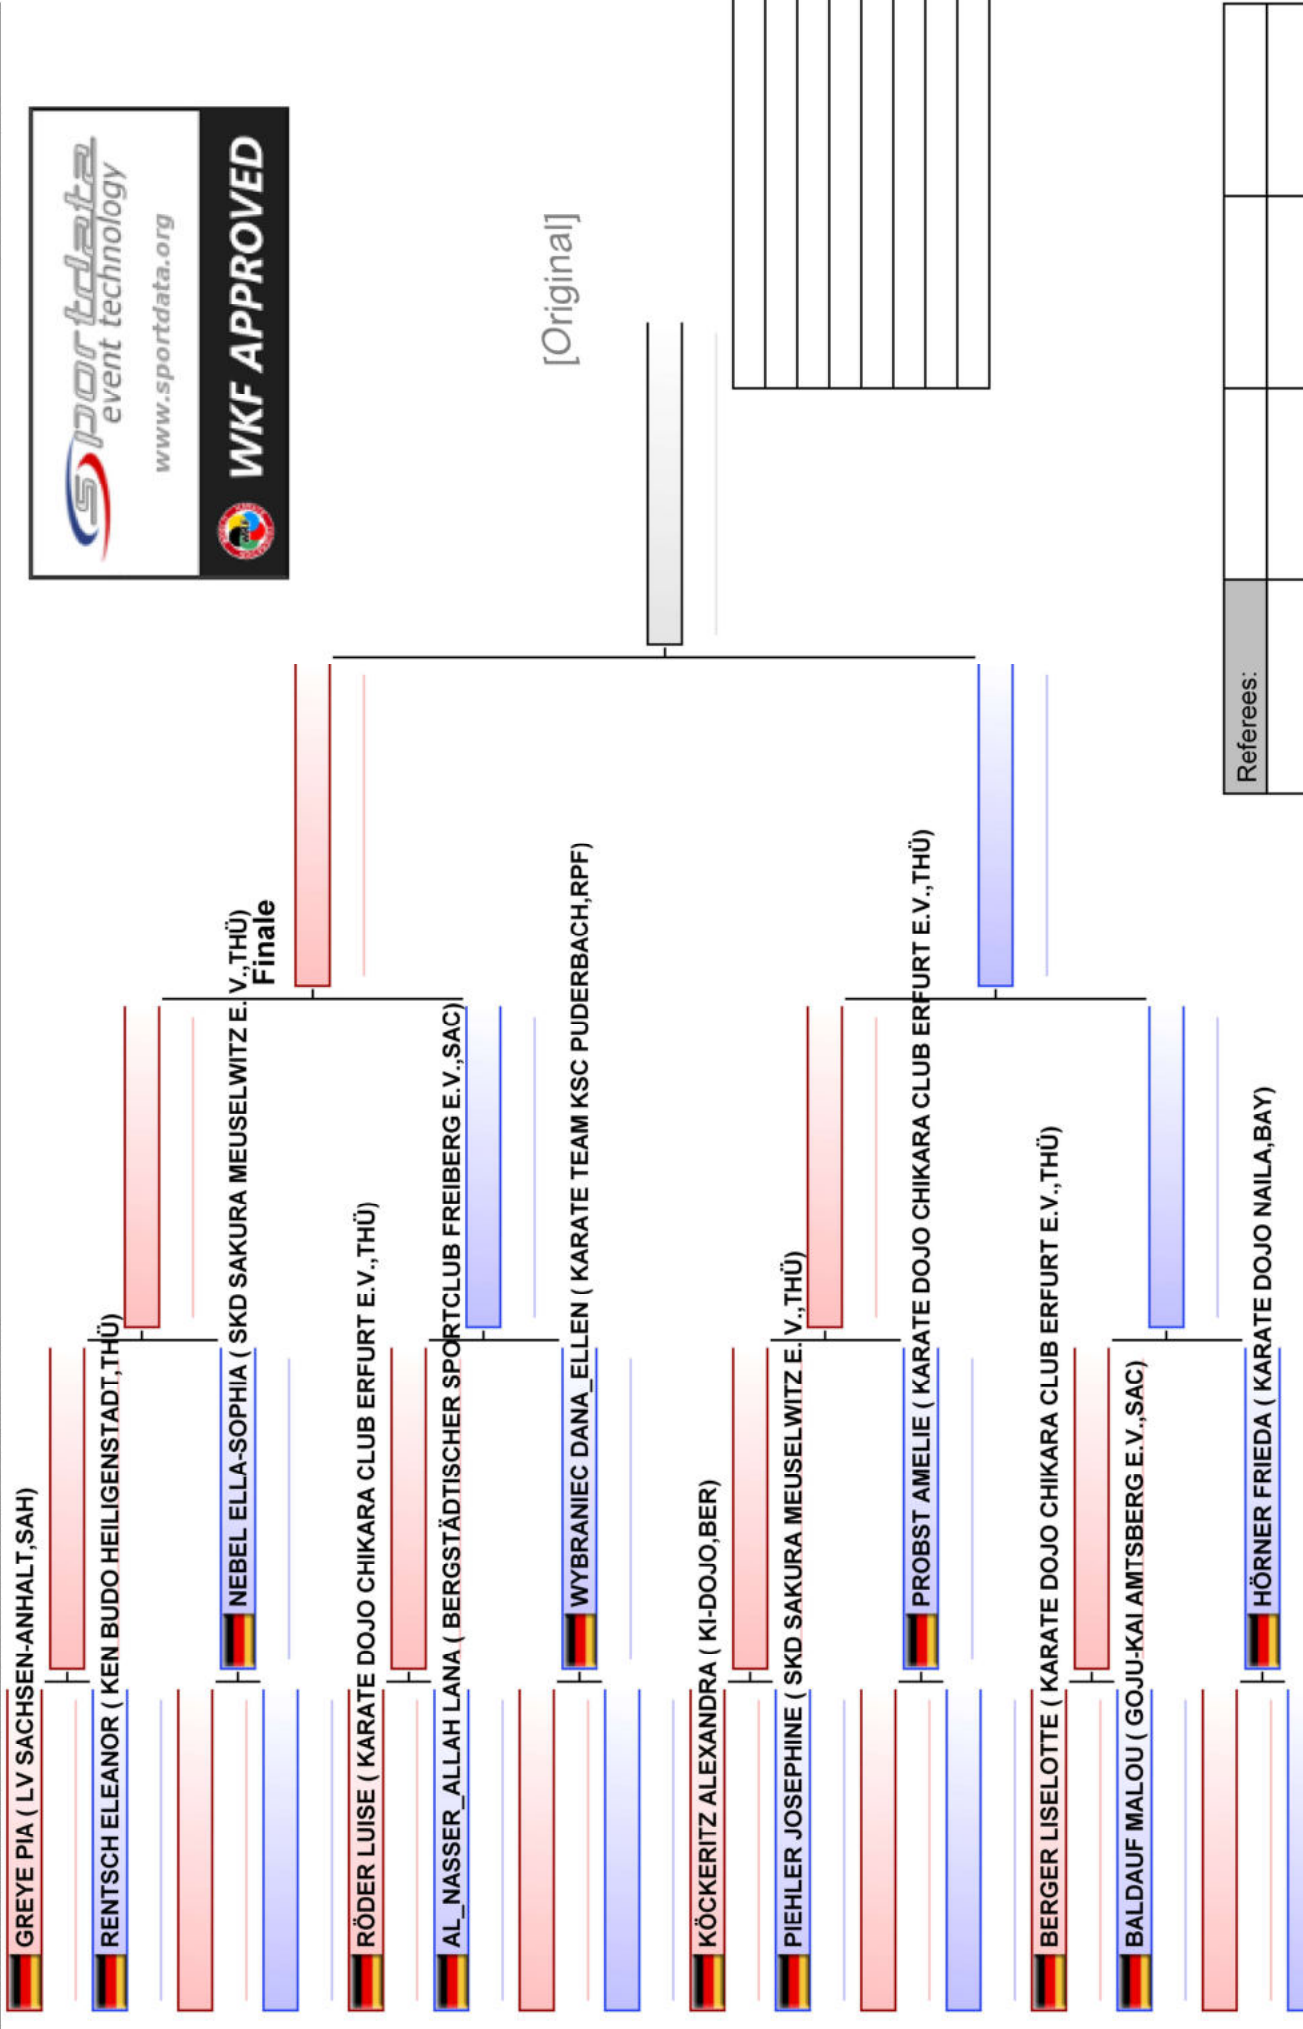 sportdata
event technology
www.sportdata.org
WKF APPROVED
[Original]
Finale
GREYE PIA ( LV SACHSEN-ANHALT,SAH)
RENTSCH ELEANOR ( KEN BUDO HEILIGENSTADT,THÜ)
NEBEL ELLA-SOPHIA ( SKD SAKURA MEUSELWITZ E. V.,THÜ)
RÖDER LUISE ( KARATE DOJO CHIKARA CLUB ERFURT E.V.,THÜ)
AL_NASSER_ALLAH LANA ( BERGSTÄDTISCHER SPORTCLUB FREIBERG E.V.,SAC)
WYBRANIEC DANA_ELLEN ( KARATE TEAM KSC PUDERBACH,RPF)
KÖCKERITZ ALEXANDRA ( KI-DOJO,BER)
PIEHLER JOSEPHINE ( SKD SAKURA MEUSELWITZ E. V.,THÜ)
PROBST AMELIE ( KARATE DOJO CHIKARA CLUB ERFURT E.V.,THÜ)
BERGER LISELOTTE ( KARATE DOJO CHIKARA CLUB ERFURT E.V.,THÜ)
BALDAUF MALOU ( GOJU-KAI AMTSBERG E.V.,SAC)
HÖRNER FRIEDA ( KARATE DOJO NAILA,BAY)
Referees: